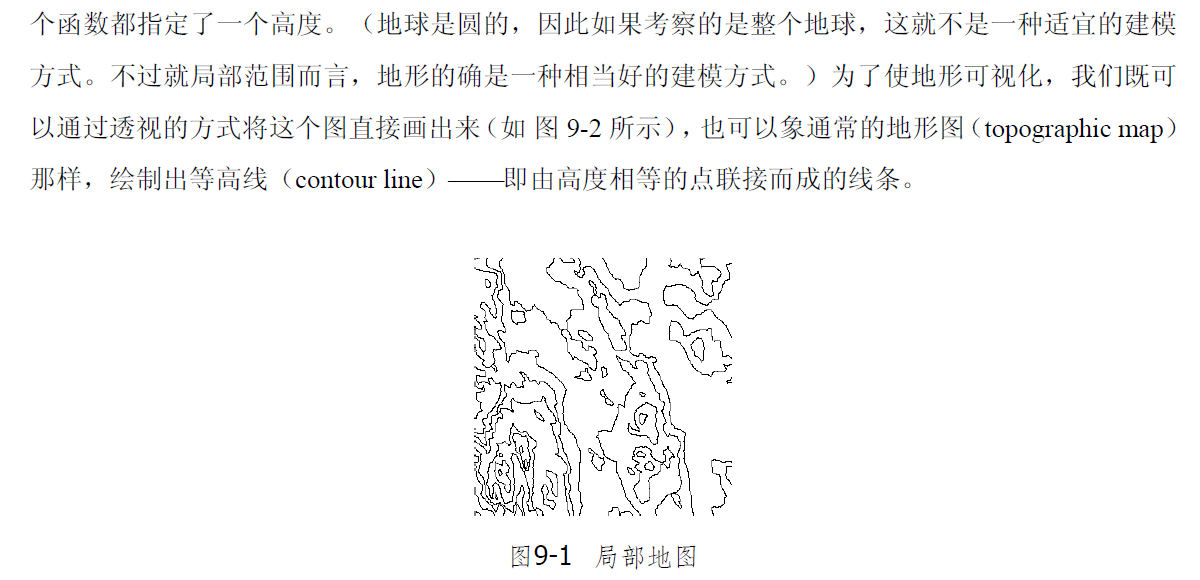 个函数都指定了一个高度。（地球是圆的，因此如果考察的是整个地球，这就不是一种适宜的建模
方式。不过就局部范围而言，地形的确是一种相当好的建模方式。）为了使地形可视化，我们既可
以通过透视的方式将这个图直接画出来（如 图 9-2 所示），也可以象通常的地形图（topographic map）
那样，绘制出等高线（contour line）——即由高度相等的点联接而成的线条。
图9-1 局部地图